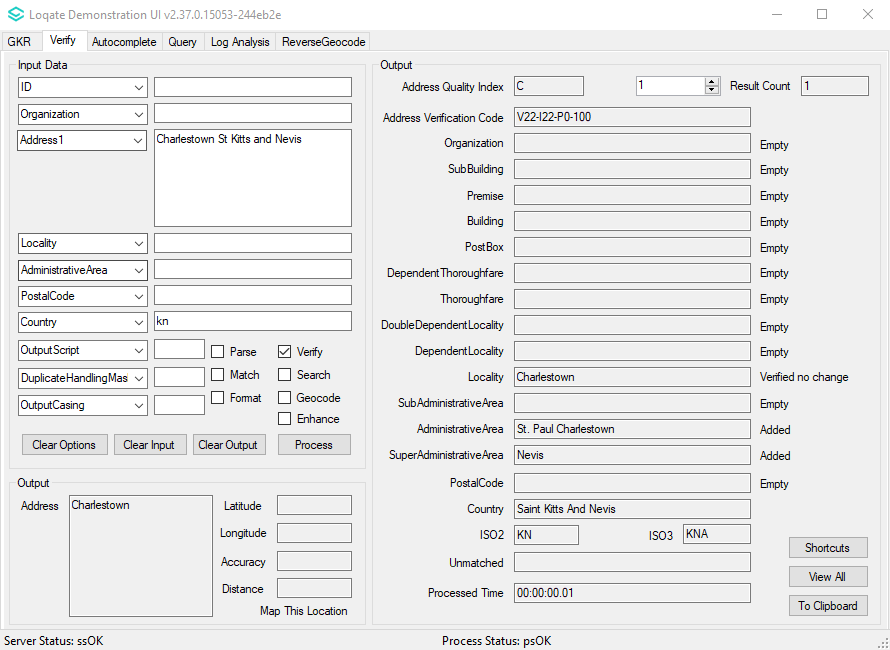 Loqate Demonstration UI v2.37.0.15053-244eb2e
GKR Verify Autocomplete Query Log Analysis ReverseGeocode
Input Data
ID
Organization
Address1 Charlestown St Kitts and Nevis
Locality
AdministrativeArea
PostalCode
Country kn
OutputScript Parse Verify
DuplicateHandlingMas Match Search
Format Geocode
OutputCasing
Enhance
Clear Options Clear Input Clear Output Process
Output
Address Charlestown
Latitude
Longitude
Accuracy
Distance
Map This Location
Output
Address Quality Index C 1 Result Count 1
Address Verification Code V22-I22-P0-100
Organization Empty
SubBuilding Empty
Premise Empty
Building Empty
PostBox Empty
DependentThoroughfare Empty
Thoroughfare Empty
DoubleDependentLocality Empty
DependentLocality Empty
Locality Charlestown Verified no change
SubAdministrativeArea Empty
AdministrativeArea St. Paul Charlestown Added
SuperAdministrativeArea Nevis Added
PostalCode Empty
Country Saint Kitts And Nevis
ISO2 KN ISO3 KNA
Unmatched
Processed Time 00:00:00.01
Shortcuts
View All
To Clipboard
Server Status: ssOK Process Status: psOK